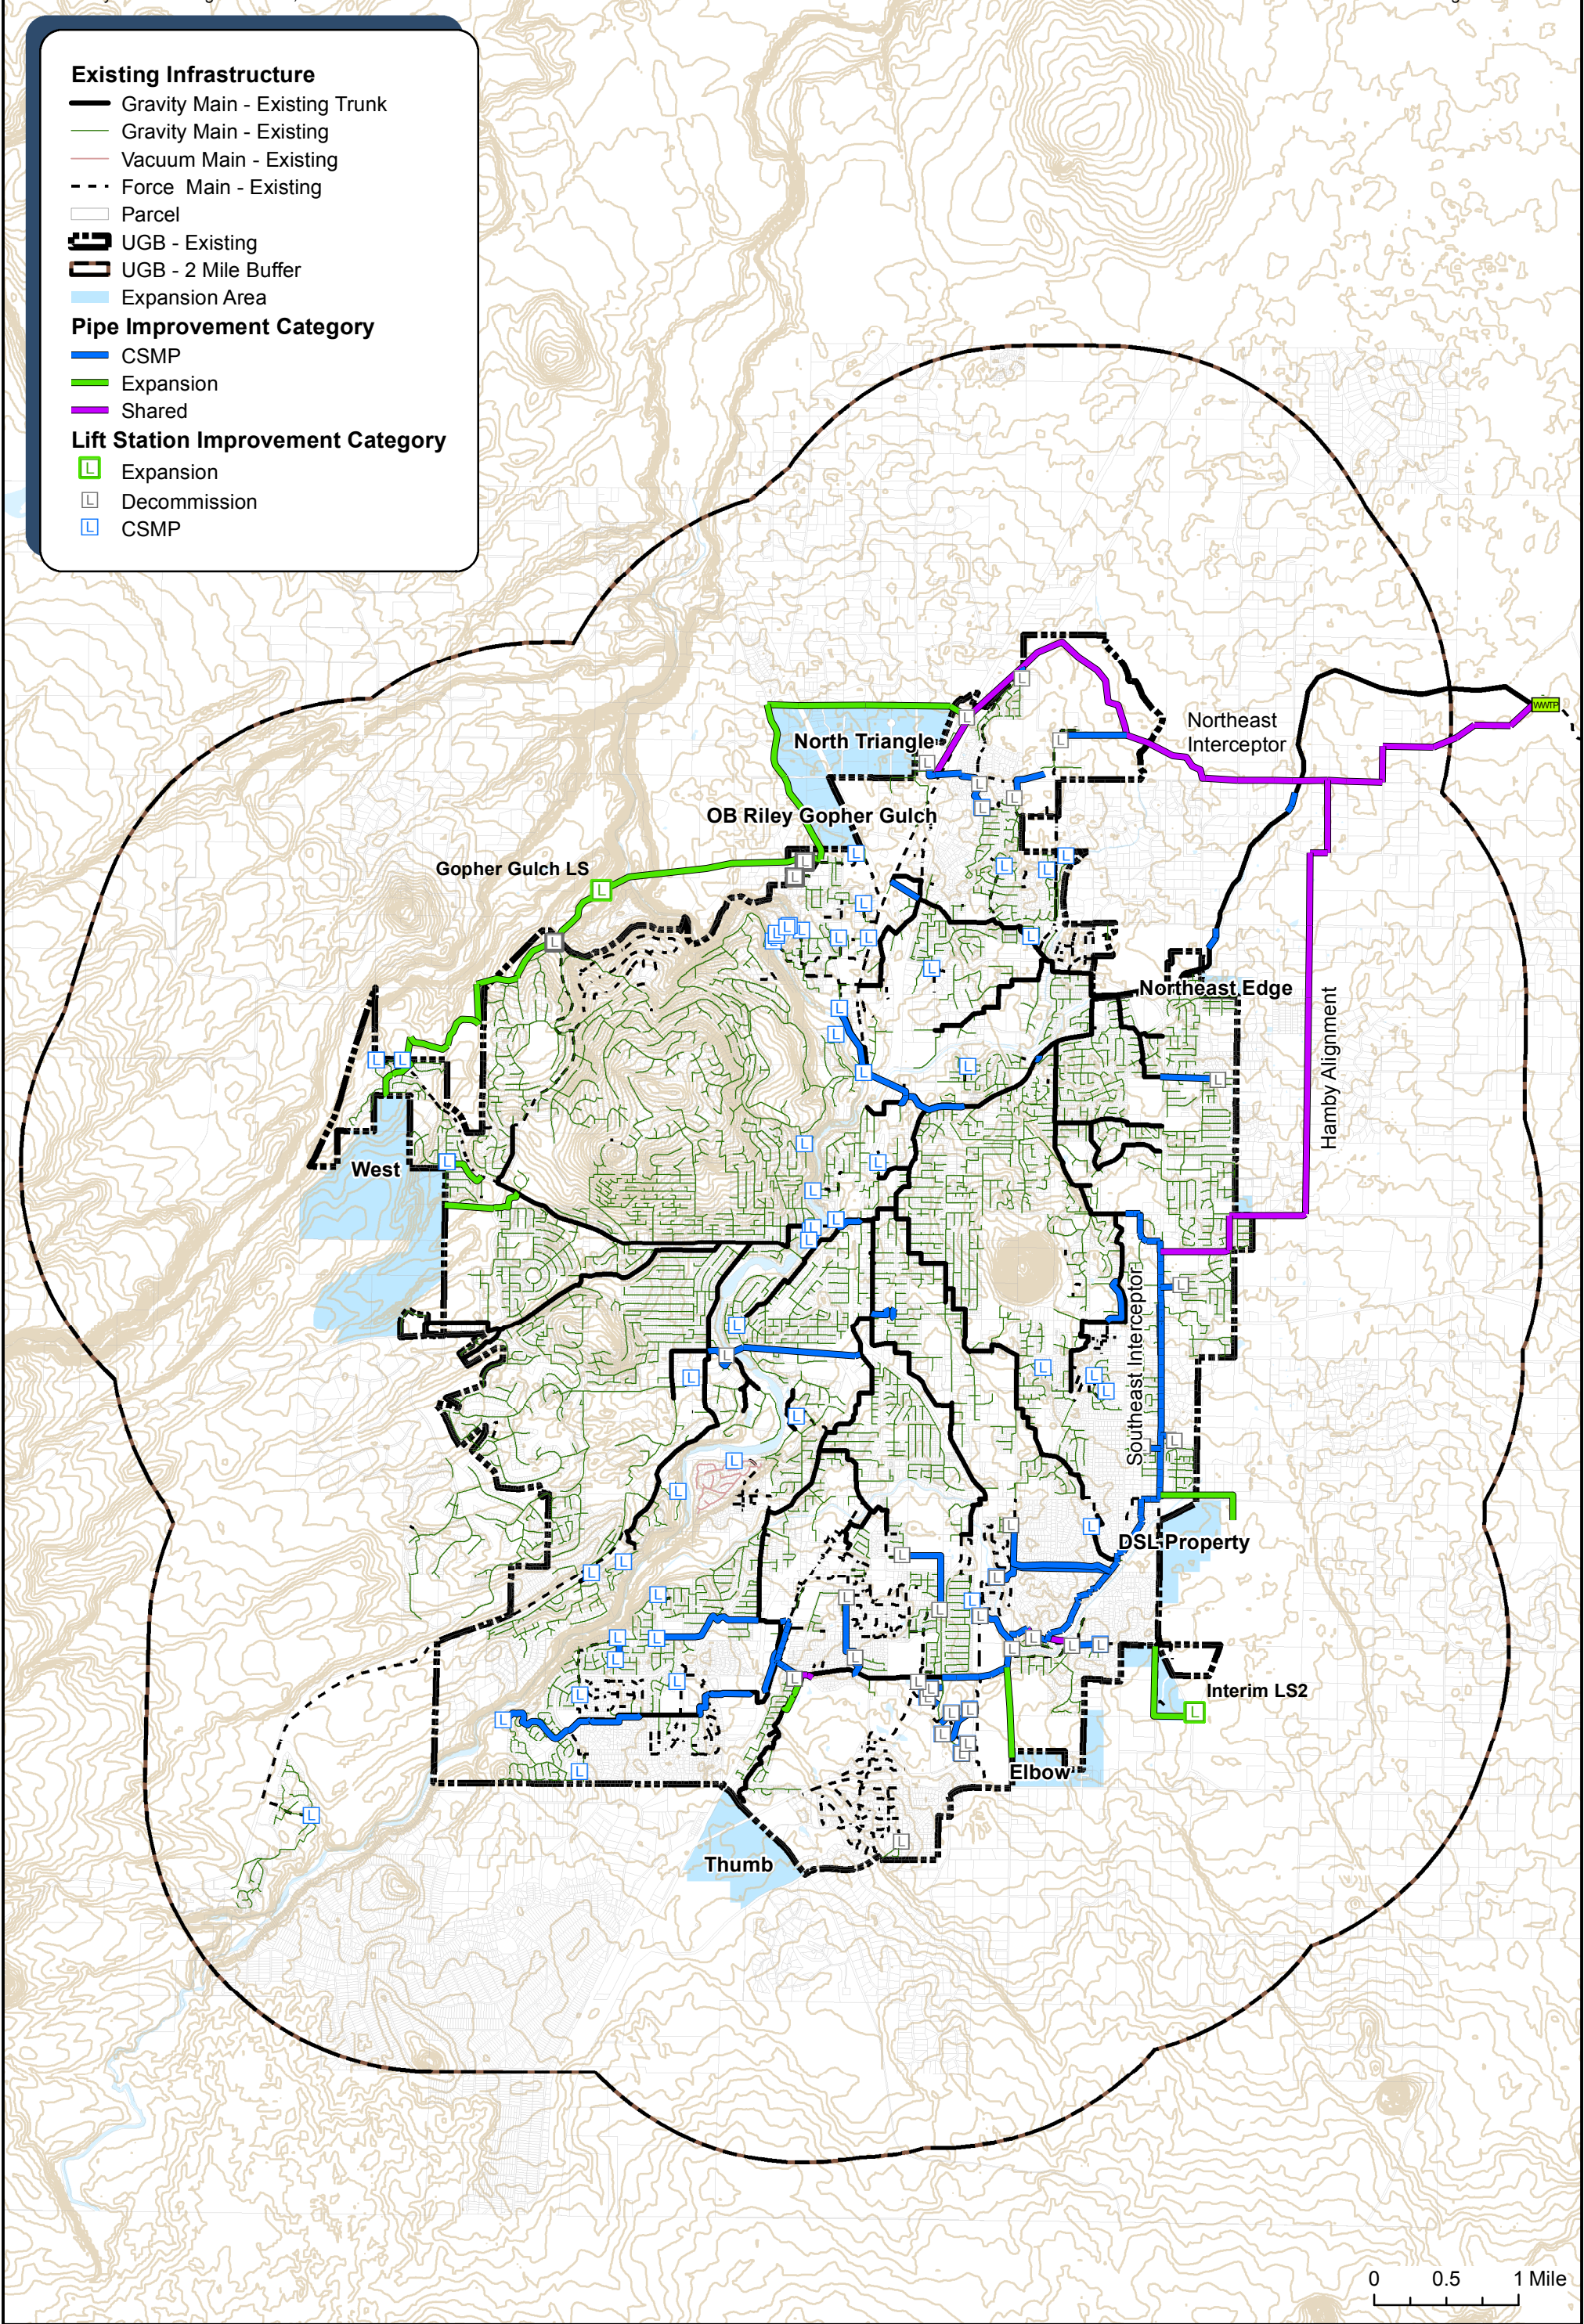 Existing Infrastructure
Gravity Main - Existing Trunk
Gravity Main - Existing
Vacuum Main - Existing
Force Main - Existing
Parcel
UGB - Existing
UGB - 2 Mile Buffer
Expansion Area
Pipe Improvement Category
CSMP
Expansion
Shared
Lift Station Improvement Category
L Expansion
L Decommission
L CSMP
WWTP
Northeast
Interceptor
North Triangle
OB Riley Gopher Gulch
Gopher Gulch LS
Northeast Edge
Hamby Alignment
West
Southeast Interceptor
DSL Property
Interim LS2
Elbow
Thumb
0 0.5 1 Mile